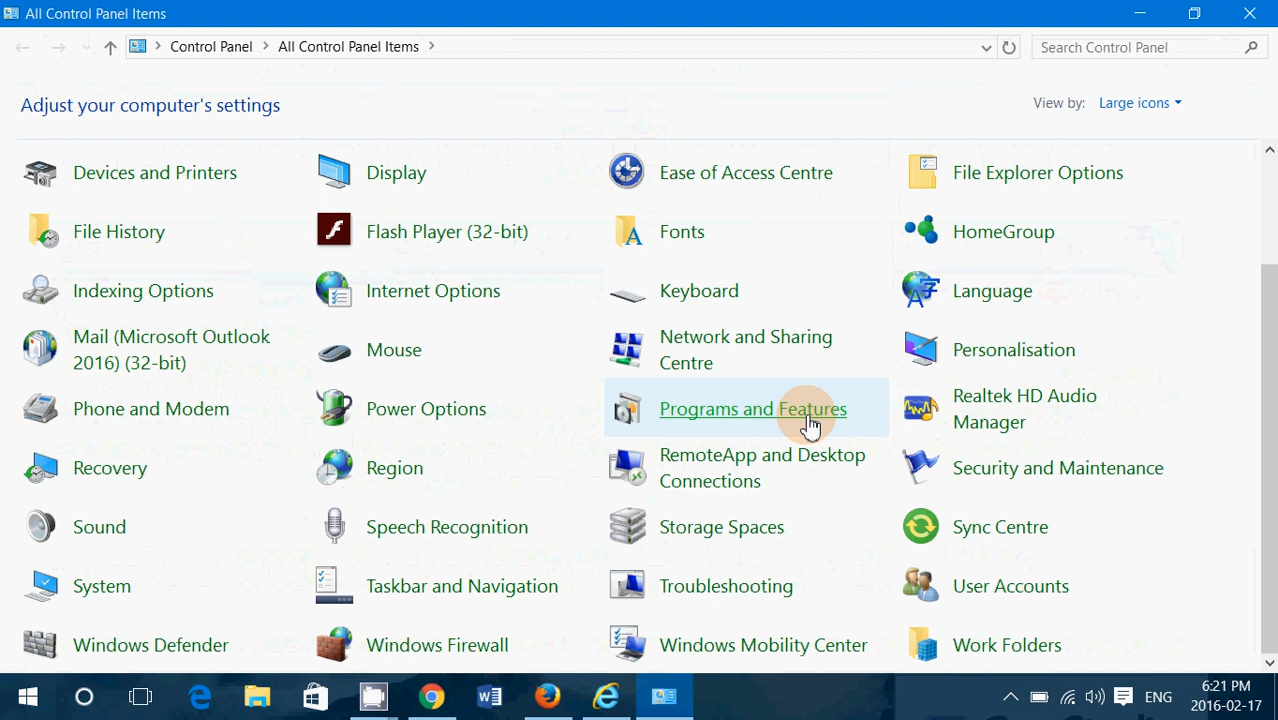 All Control Panel Items
Control Panel > All Control Panel Items >
Search Control Panel
Adjust your computer's settings
View by: Large icons
Devices and Printers
Display
Ease of Access Centre
File Explorer Options
File History
Flash Player (32-bit)
Fonts
HomeGroup
Indexing Options
Internet Options
Keyboard
Language
Mail (Microsoft Outlook
2016) (32-bit)
Mouse
Network and Sharing
Centre
Personalisation
Phone and Modem
Power Options
Programs and Features
Realtek HD Audio
Manager
Recovery
Region
RemoteApp and Desktop
Connections
Security and Maintenance
Sound
Speech Recognition
Storage Spaces
Sync Centre
System
Taskbar and Navigation
Troubleshooting
User Accounts
Windows Defender
Windows Firewall
Windows Mobility Center
Work Folders
ENG
6:21 PM
2016-02-17